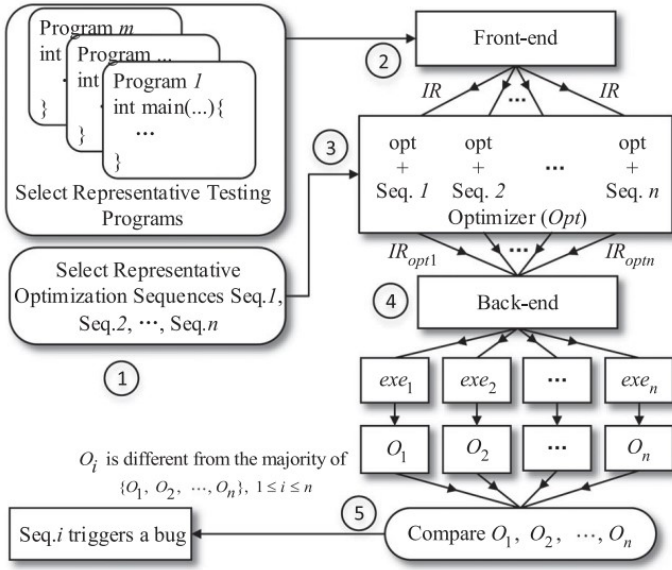 Program m
int
..
}
Program ...
int
..
}
Program 1
int main(...){
...
}
Select Representative Testing
Programs
2
Front-end
IR
...
IR
3
opt
+
Seq. 1
opt
+
Seq. 2
...
opt
+
Seq. n
Optimizer (Opt)
IRopt1
...
IRoptn
Select Representative
Optimization Sequences Seq.1,
Seq.2, ..., Seq.n
4
Back-end
1
exe1
exe2
...
exen
O1
O2
...
On
Oi is different from the majority of
{O1, O2, ...,On}, 1 ≤ i ≤ n
5
Seq.i triggers a bug
Compare O1, O2, ...,On